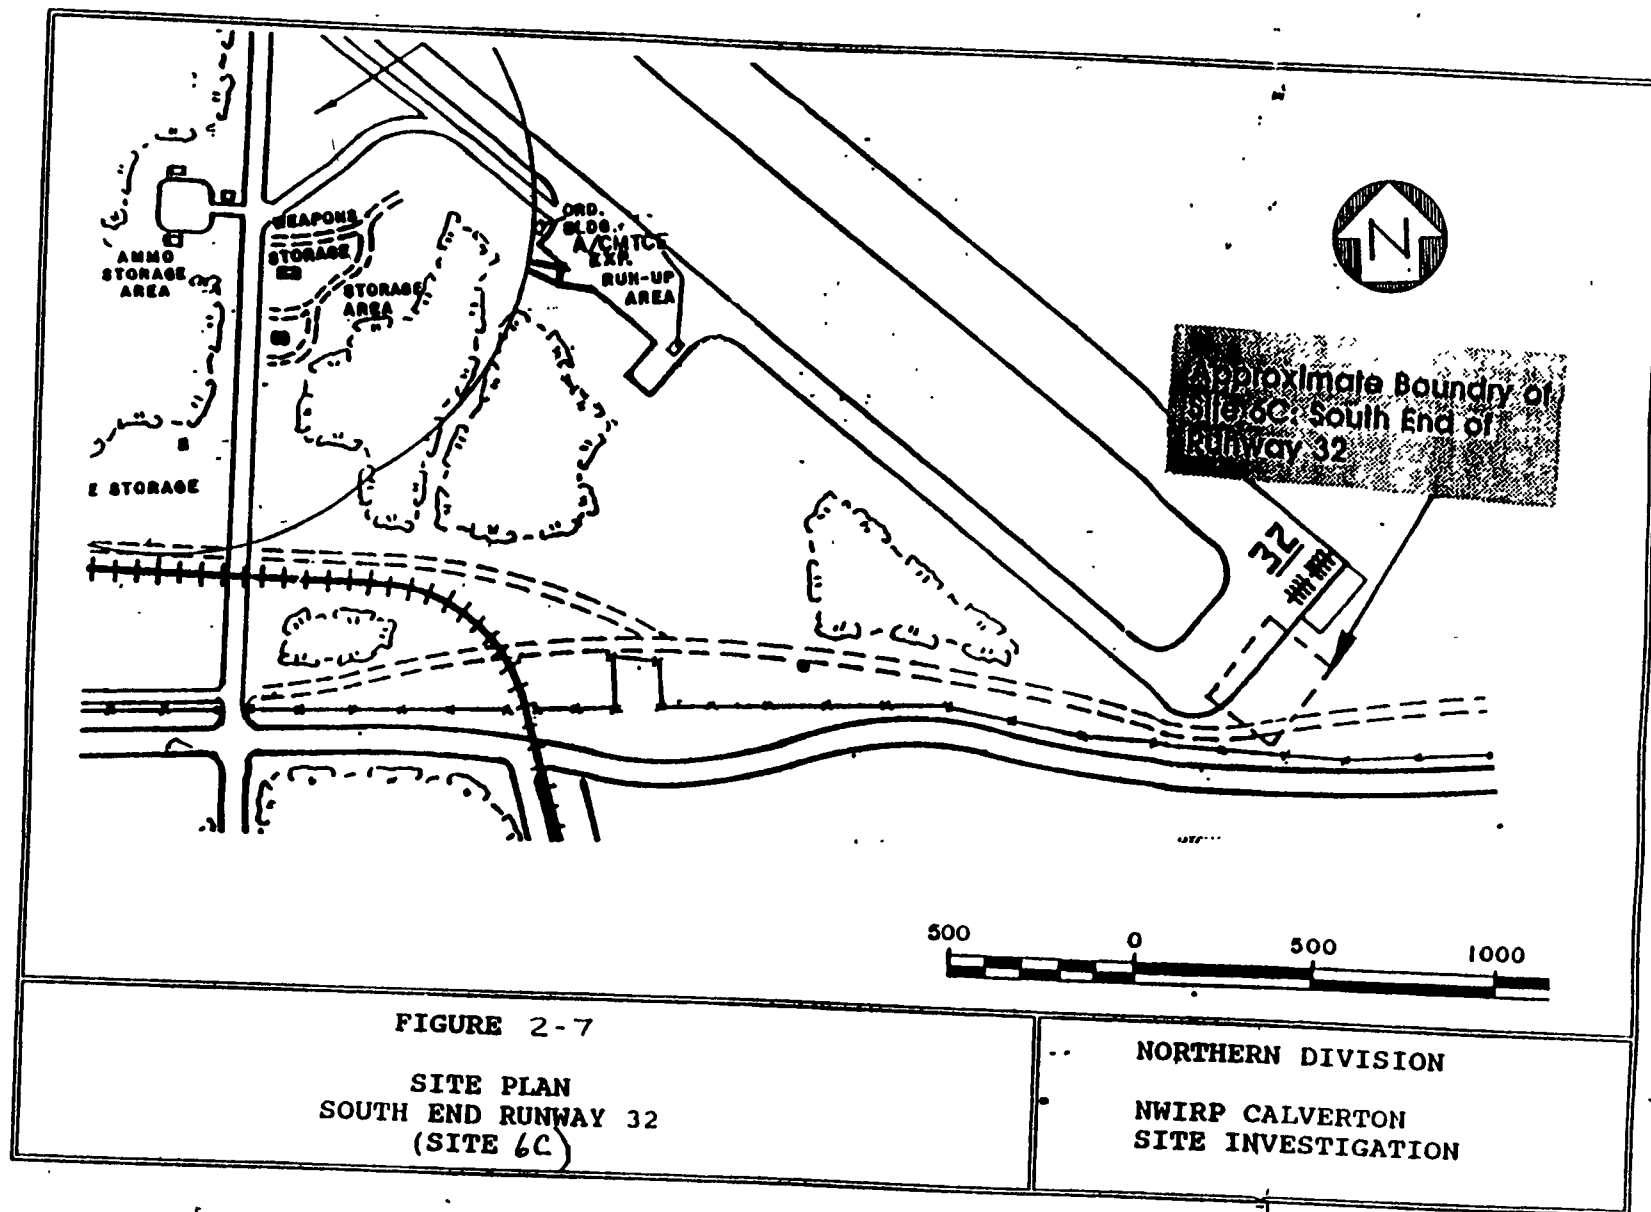 WEAPONS
STORAGE
AMMO
STORAGE
AREA
STORAGE
AREA
ORD.
BLDG.
A/CMTCE
EXP.
RUN-UP
AREA
E STORAGE
N
Approximate Boundry of
Site 6C: South End of
Runway 32
32
500 0 500 1000
FIGURE 2-7
SITE PLAN
SOUTH END RUNWAY 32
(SITE 6C)
NORTHERN DIVISION
NWIRP CALVERTON
SITE INVESTIGATION